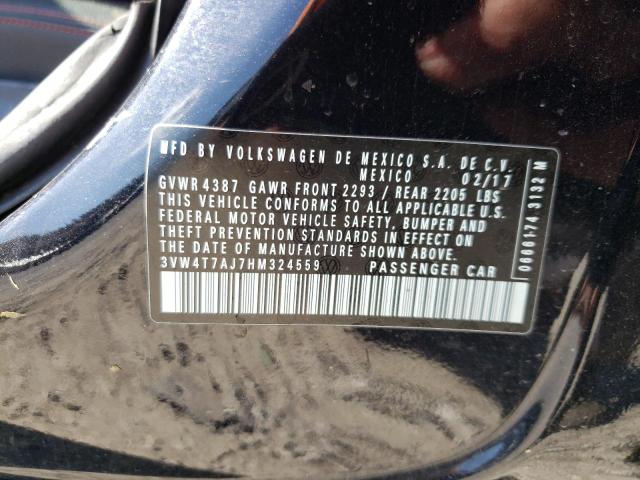 MFD BY VOLKSWAGEN DE MEXICO S.A. DE C.V.
MEXICO 02/17
GVWR 4387 GAWR FRONT 2293 / REAR 2205 LBS
THIS VEHICLE CONFORMS TO ALL APPLICABLE U.S.
FEDERAL MOTOR VEHICLE SAFETY, BUMPER AND
THEFT PREVENTION STANDARDS IN EFFECT ON
THE DATE OF MANUFACTURE SHOWN ABOVE.
3VW4T7AJ7HM324559 PASSENGER CAR
0666174 3132 M